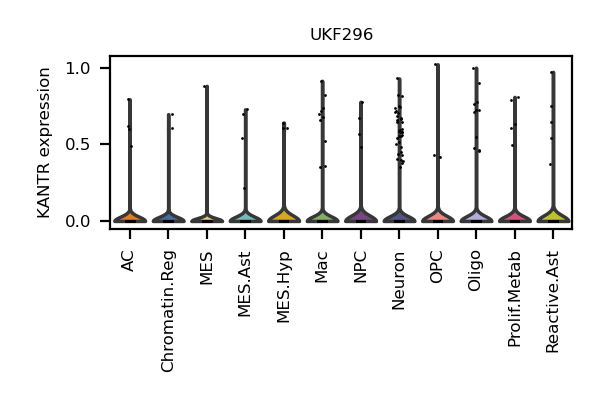 UKF296
KANTR expression
1.0
0.5
0.0
AC
Chromatin.Reg
MES
MES.Ast
MES.Hyp
Mac
NPC
Neuron
OPC
Oligo
Prolif.Metab
Reactive.Ast